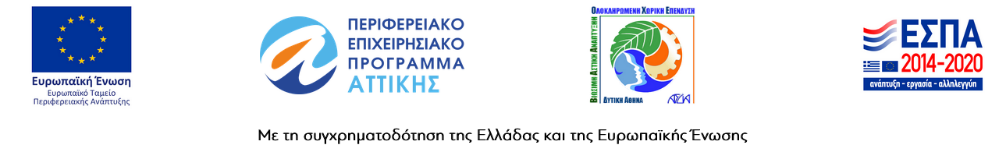 Ευρωπαϊκή Ένωση
Ευρωπαϊκό Ταμείο
Περιφερειακής Ανάπτυξης
ΠΕΡΙΦΕΡΕΙΑΚΟ
ΕΠΙΧΕΙΡΗΣΙΑΚΟ
ΠΡΟΓΡΑΜΜΑ
ΑΤΤΙΚΗΣ
ΟΛΟΚΛΗΡΩΜΕΝΗ ΧΩΡΙΚΗ ΕΠΕΝΔΥΣΗ
ΒΙΩΣΙΜΗ ΑΣΤΙΚΗ ΑΝΑΠΤΥΞΗ
ΔΥΤΙΚΗ ΑΘΗΝΑ
ΕΣΠΑ
2014-2020
ανάπτυξη - εργασία - αλληλεγγύη
Με τη συγχρηματοδότηση της Ελλάδας και της Ευρωπαϊκής Ένωσης